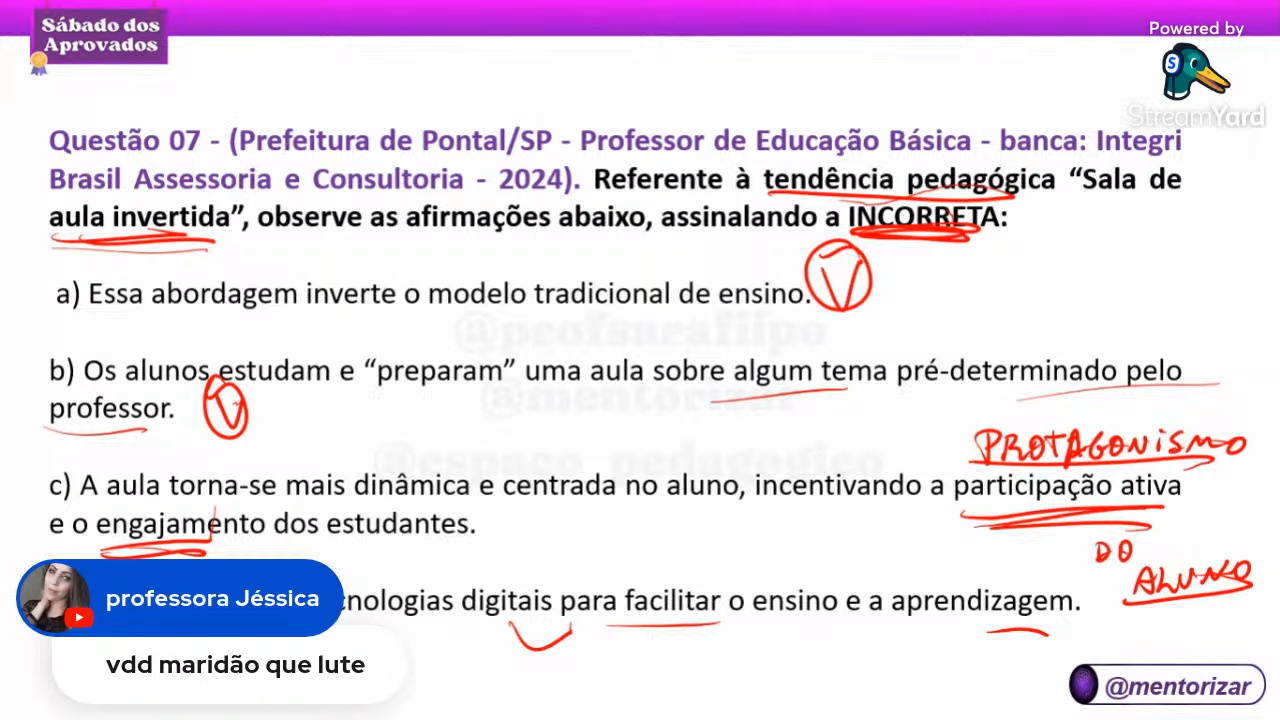 Sábado dos
Aprovados
Powered by
StreamYard
Questão 07 - (Prefeitura de Pontal/SP - Professor de Educação Básica - banca: Integri
Brasil Assessoria e Consultoria - 2024). Referente à tendência pedagógica “Sala de
aula invertida”, observe as afirmações abaixo, assinalando a INCORRETA:
a) Essa abordagem inverte o modelo tradicional de ensino. V
@profsarafilpo
b) Os alunos estudam e “preparam” uma aula sobre algum tema pré-determinado pelo
@mentorizar
professor. V
PROTAGONISMO
@espaço_pedagogico
c) A aula torna-se mais dinâmica e centrada no aluno, incentivando a participação ativa
e o engajamento dos estudantes.
DO
ALUNO
professora Jéssica
cnologias digitais para facilitar o ensino e a aprendizagem.
vdd maridão que lute
@mentorizar